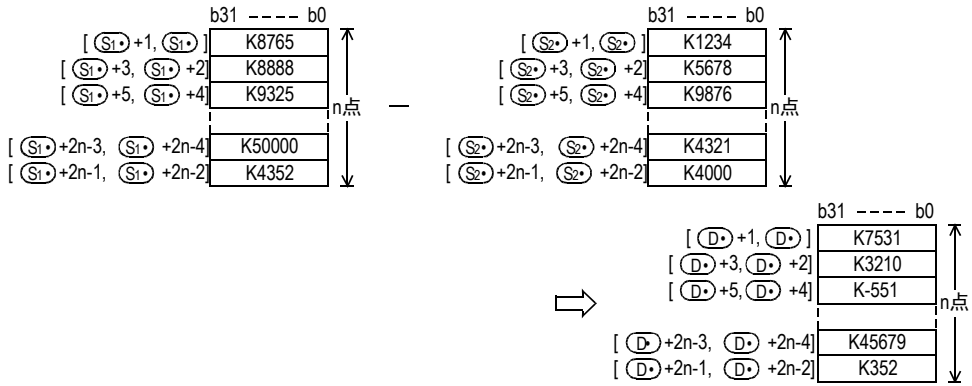 b31 ---- b0
[ (S1•)+1, (S1•) ] K8765
[ (S1•) +3, (S1•) +2] K8888
[ (S1•) +5, (S1•) +4] K9325
n点
[ (S1•)+2n-3, (S1•) +2n-4] K50000
[ (S1•)+2n-1, (S1•) +2n-2] K4352
—
b31 ---- b0
[ (S2•)+1, (S2•) ] K1234
[ (S2•) +3, (S2•) +2] K5678
[ (S2•) +5, (S2•) +4] K9876
n点
[ (S2•)+2n-3, (S2•) +2n-4] K4321
[ (S2•)+2n-1, (S2•) +2n-2] K4000
b31 ---- b0
[ (D•)+1, (D•) ] K7531
[ (D•)+3, (D•) +2] K3210
[ (D•)+5, (D•) +4] K-551
n点
[ (D•)+2n-3, (D•) +2n-4] K45679
[ (D•)+2n-1, (D•) +2n-2] K352